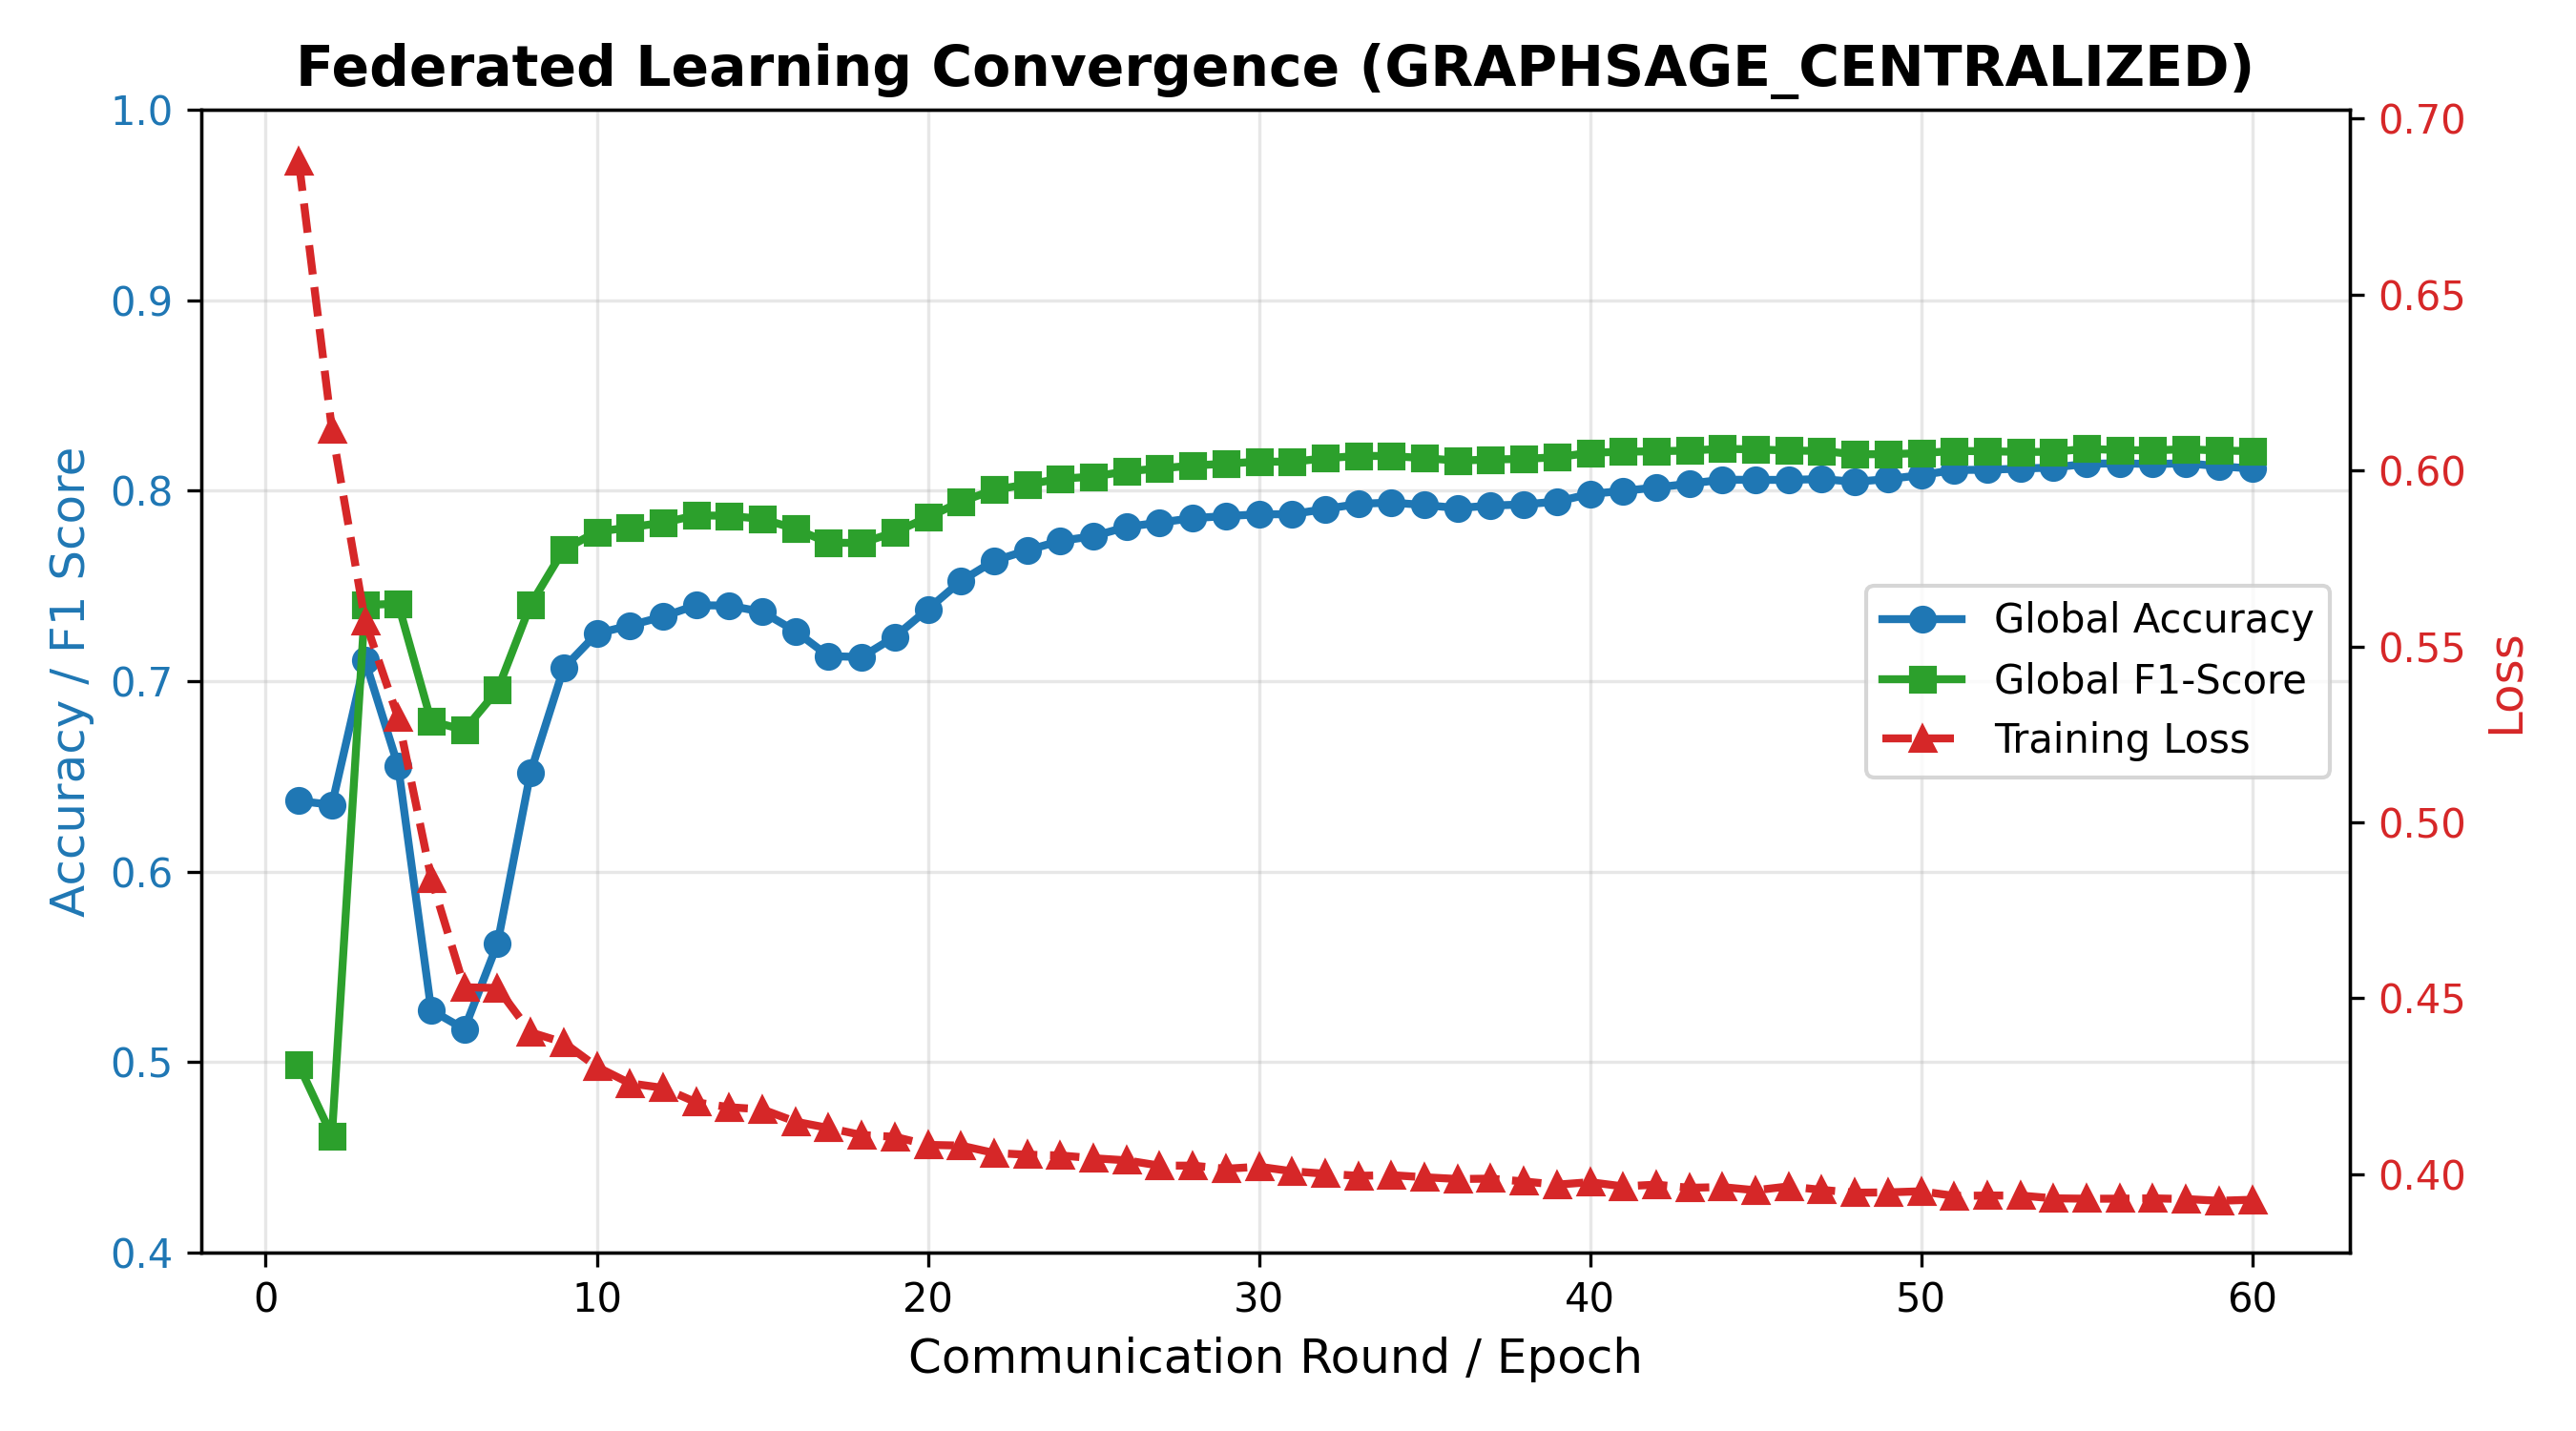 Federated Learning Convergence (GRAPHSAGE_CENTRALIZED)
1.0
0.9
0.8
0.7
0.6
0.5
0.4
Accuracy / F1 Score
0.70
0.65
0.60
0.55
0.50
0.45
0.40
Loss
Global Accuracy
Global F1-Score
Training Loss
0 10 20 30 40 50 60
Communication Round / Epoch